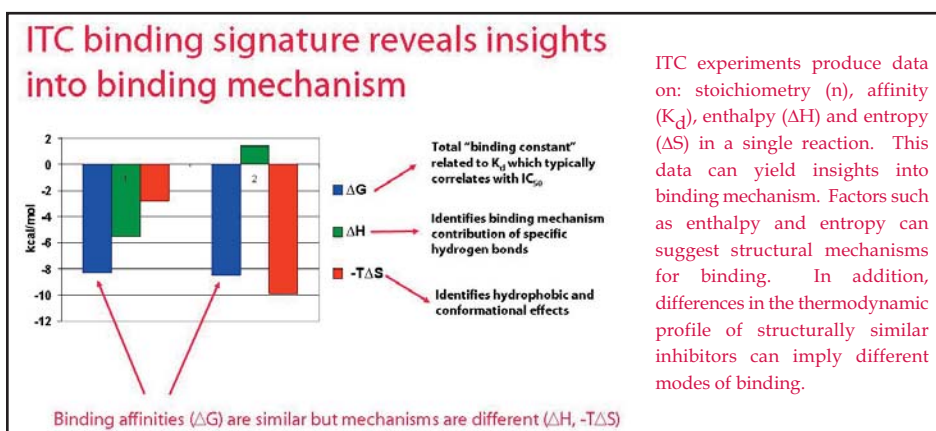 ITC binding signature reveals insights
into binding mechanism
2
0
-2
-4
-6
-8
-10
-12
kcal/mol
1
2
ΔG
ΔH
-TΔS
Total "binding constant"
related to Kd which typically
correlates with IC50
Identifies binding mechanism
contribution of specific
hydrogen bonds
Identifies hydrophobic and
conformational effects
Binding affinities (ΔG) are similar but mechanisms are different (ΔH, -TΔS)
ITC experiments produce data
on: stoichiometry (n), affinity
(Kd), enthalpy (ΔH) and entropy
(ΔS) in a single reaction. This
data can yield insights into
binding mechanism. Factors such
as enthalpy and entropy can
suggest structural mechanisms
for binding. In addition,
differences in the thermodynamic
profile of structurally similar
inhibitors can imply different
modes of binding.